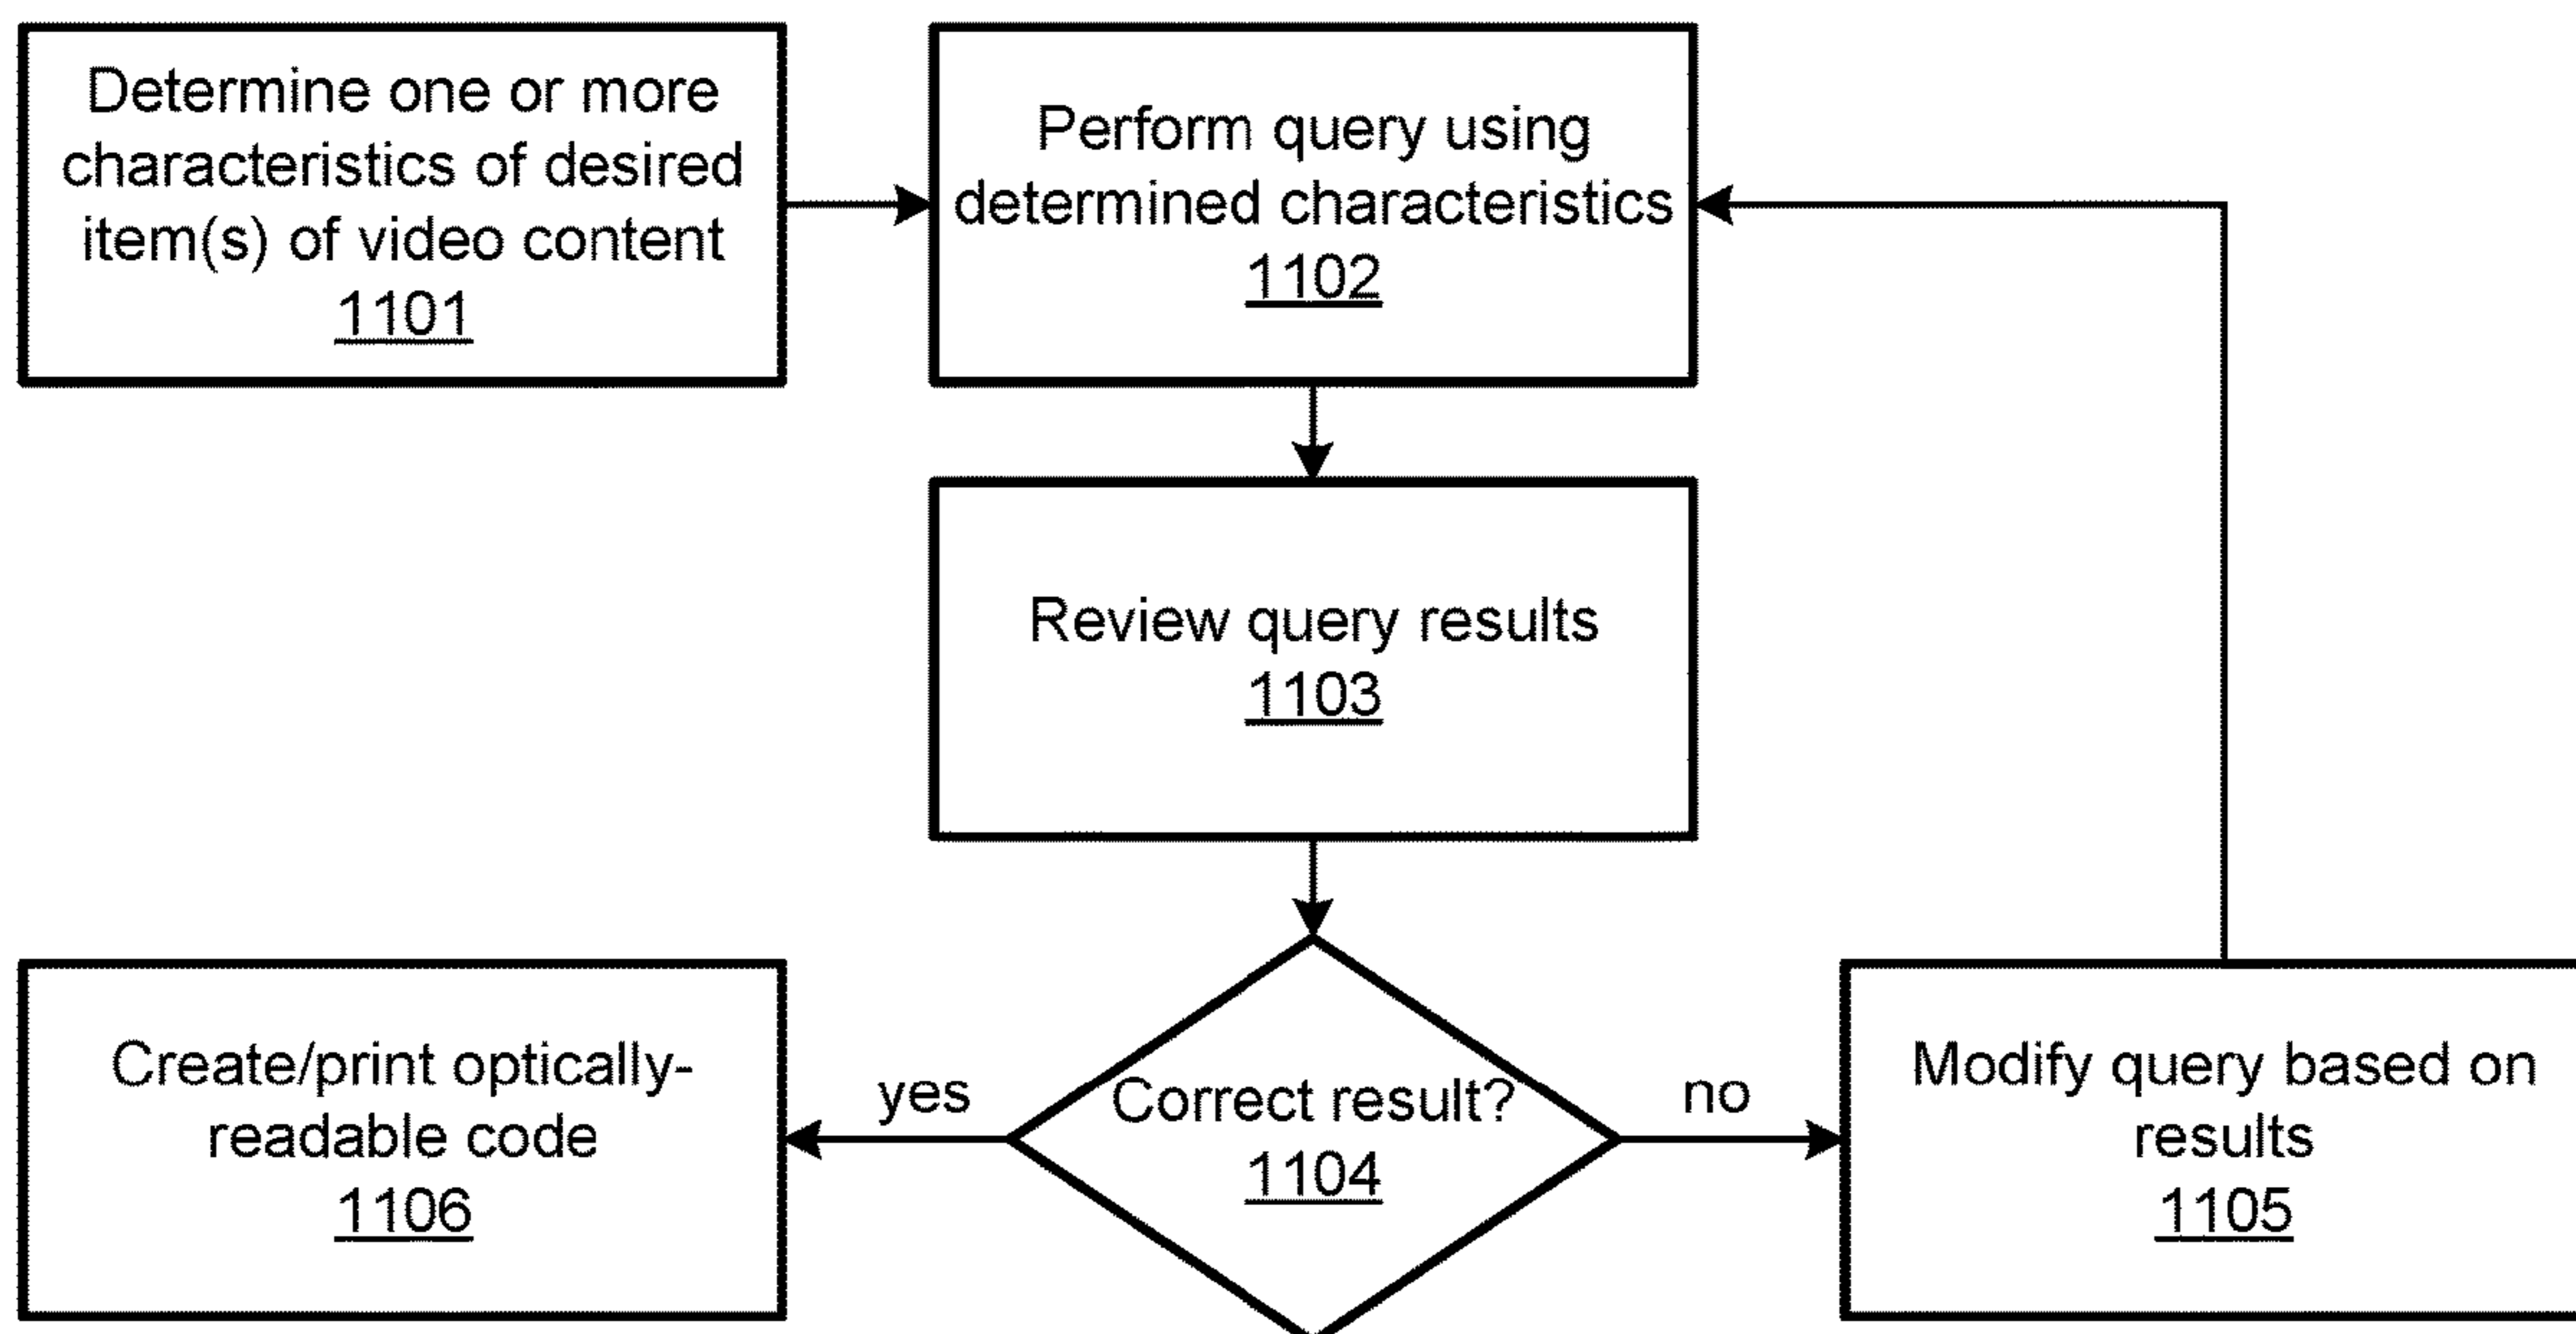 Determine one or more
characteristics of desired
item(s) of video content
1101
Perform query using
determined characteristics
1102
Review query results
1103
Correct result?
1104
yes
no
Create/print optically-
readable code
1106
Modify query based on
results
1105